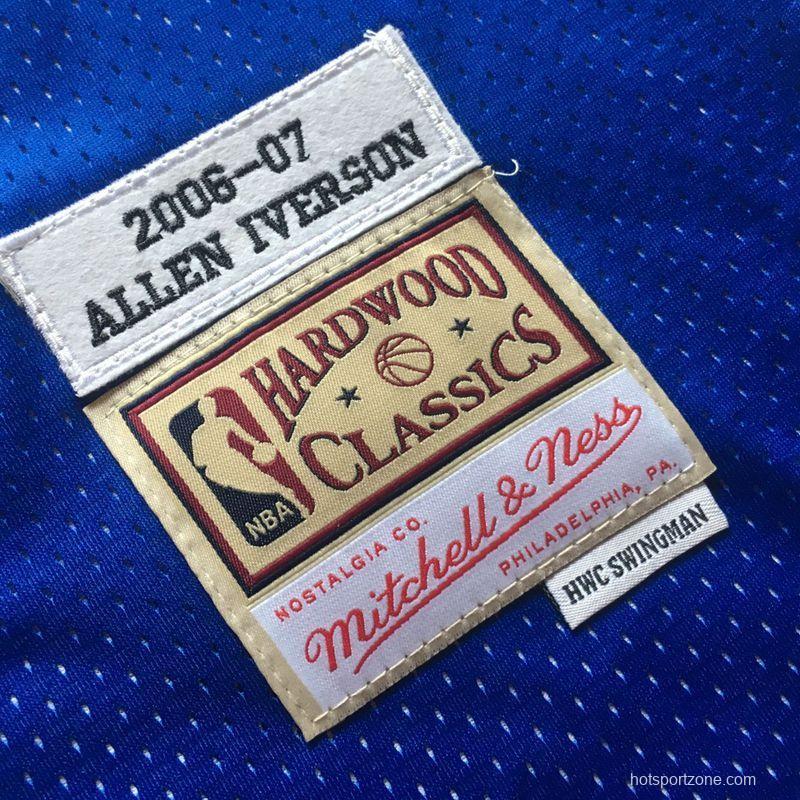 2006-07
ALLEN IVERSON
HARDWOOD
CLASSICS
NBA
NOSTALGIA CO.
Mitchell & Ness
PHILADELPHIA, PA.
HWC SWINGMAN
hotsportzone.com